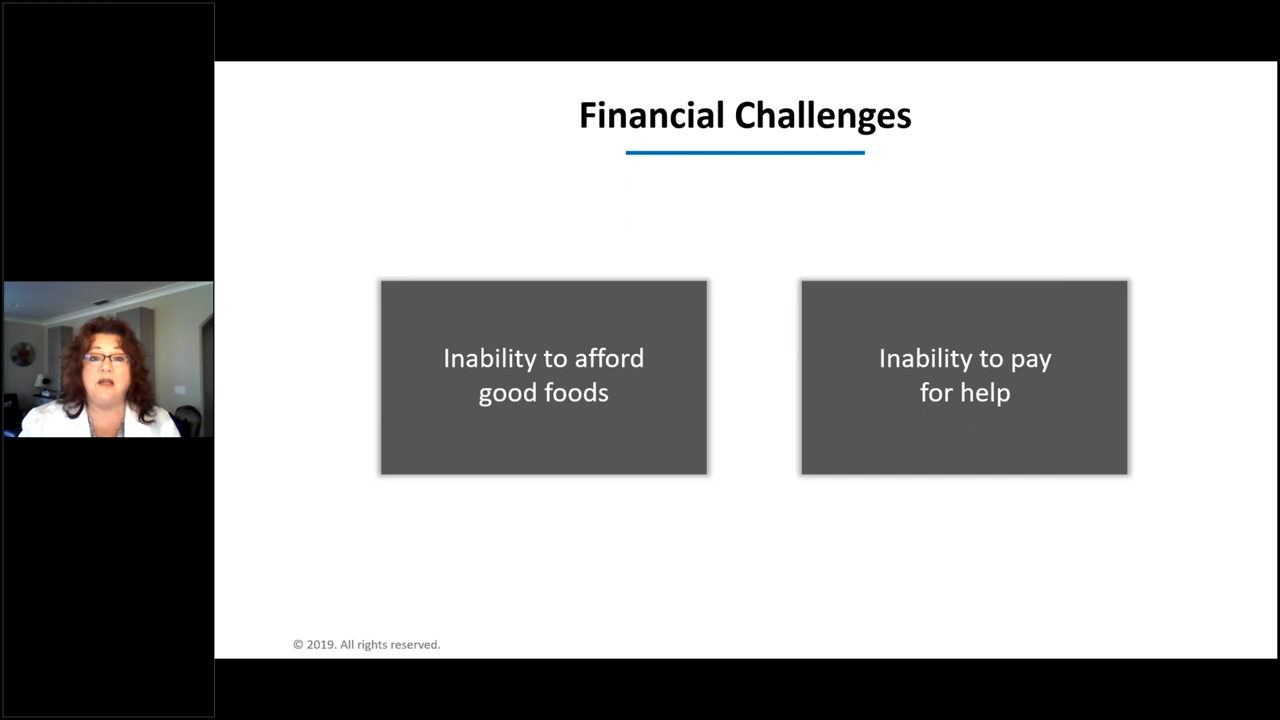 Financial Challenges
Inability to afford
good foods
Inability to pay
for help
© 2019. All rights reserved.